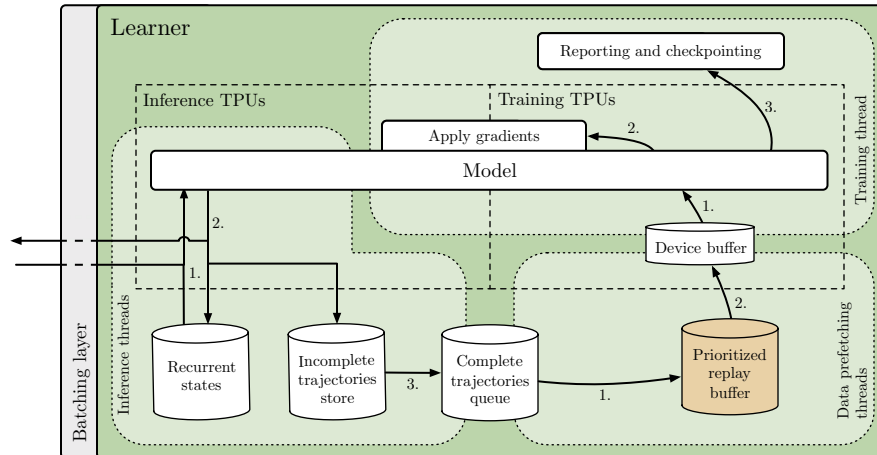 Learner
Reporting and checkpointing
Inference TPUs
Training TPUs
3.
Training thread
Apply gradients
2.
Model
1.
2.
Device buffer
1.
2.
Inference threads
Batching layer
Recurrent
states
Incomplete
trajectories
store
3.
Complete
trajectories
queue
1.
Prioritized
replay
buffer
Data prefetching
threads